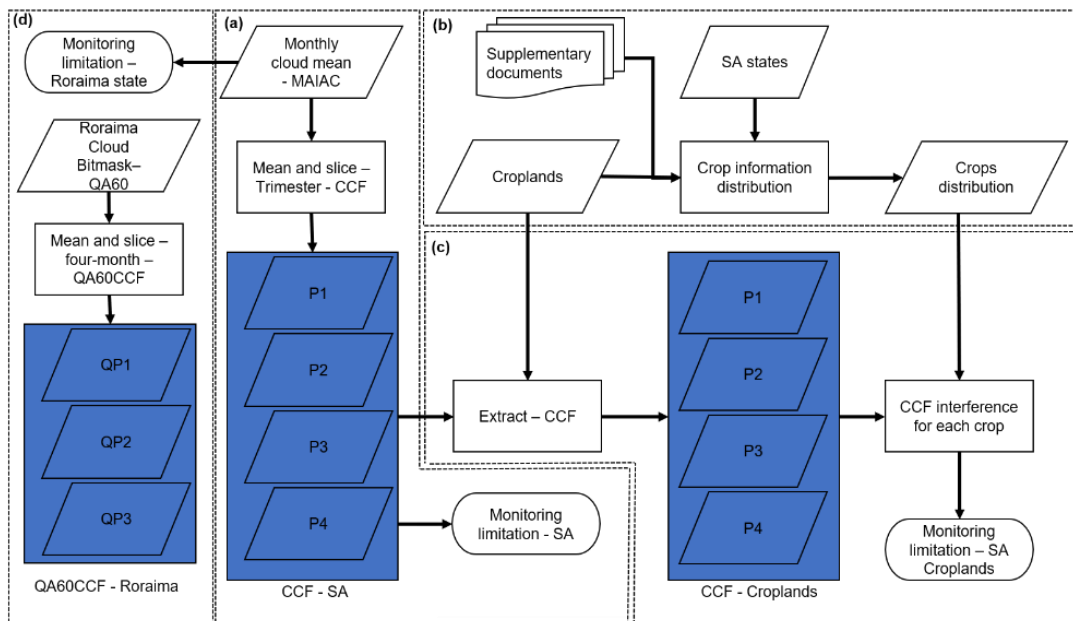 (d)
Monitoring
limitation –
Roraima state
Roraima
Cloud
Bitmask–
QA60
Mean and slice –
four-month –
QA60CCF
QP1
QP2
QP3
QA60CCF - Roraima
(a)
Monthly
cloud mean
- MAIAC
Mean and slice –
Trimester - CCF
P1
P2
P3
P4
CCF - SA
Monitoring
limitation - SA
(b)
Supplementary
documents
SA states
Croplands
Crop information
distribution
Crops
distribution
(c)
Extract – CCF
P1
P2
P3
P4
CCF - Croplands
CCF interference
for each crop
Monitoring
limitation – SA
Croplands